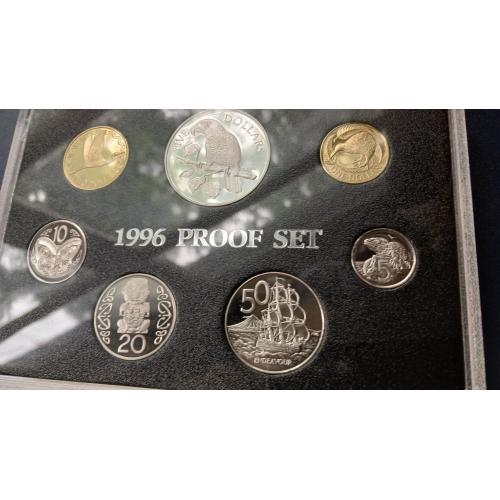 FIVE DOLLARS
ONE DOLLAR
10
1996 PROOF SET
5
20
50
ENDEAVOUR